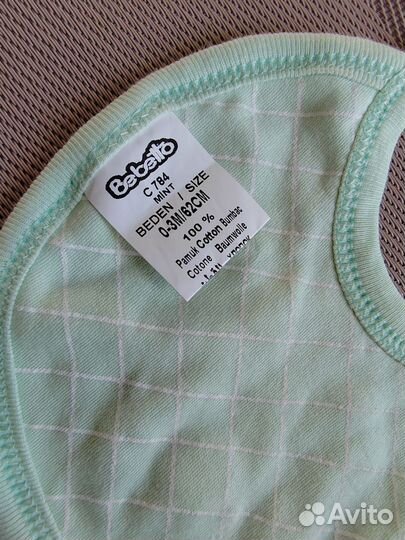 Bebetto
C 784
MINT
BEDEN / SIZE
0-3M/62CM
100 %
Pamuk Cotton Bumbac
Cotone Baumwolle
Avito